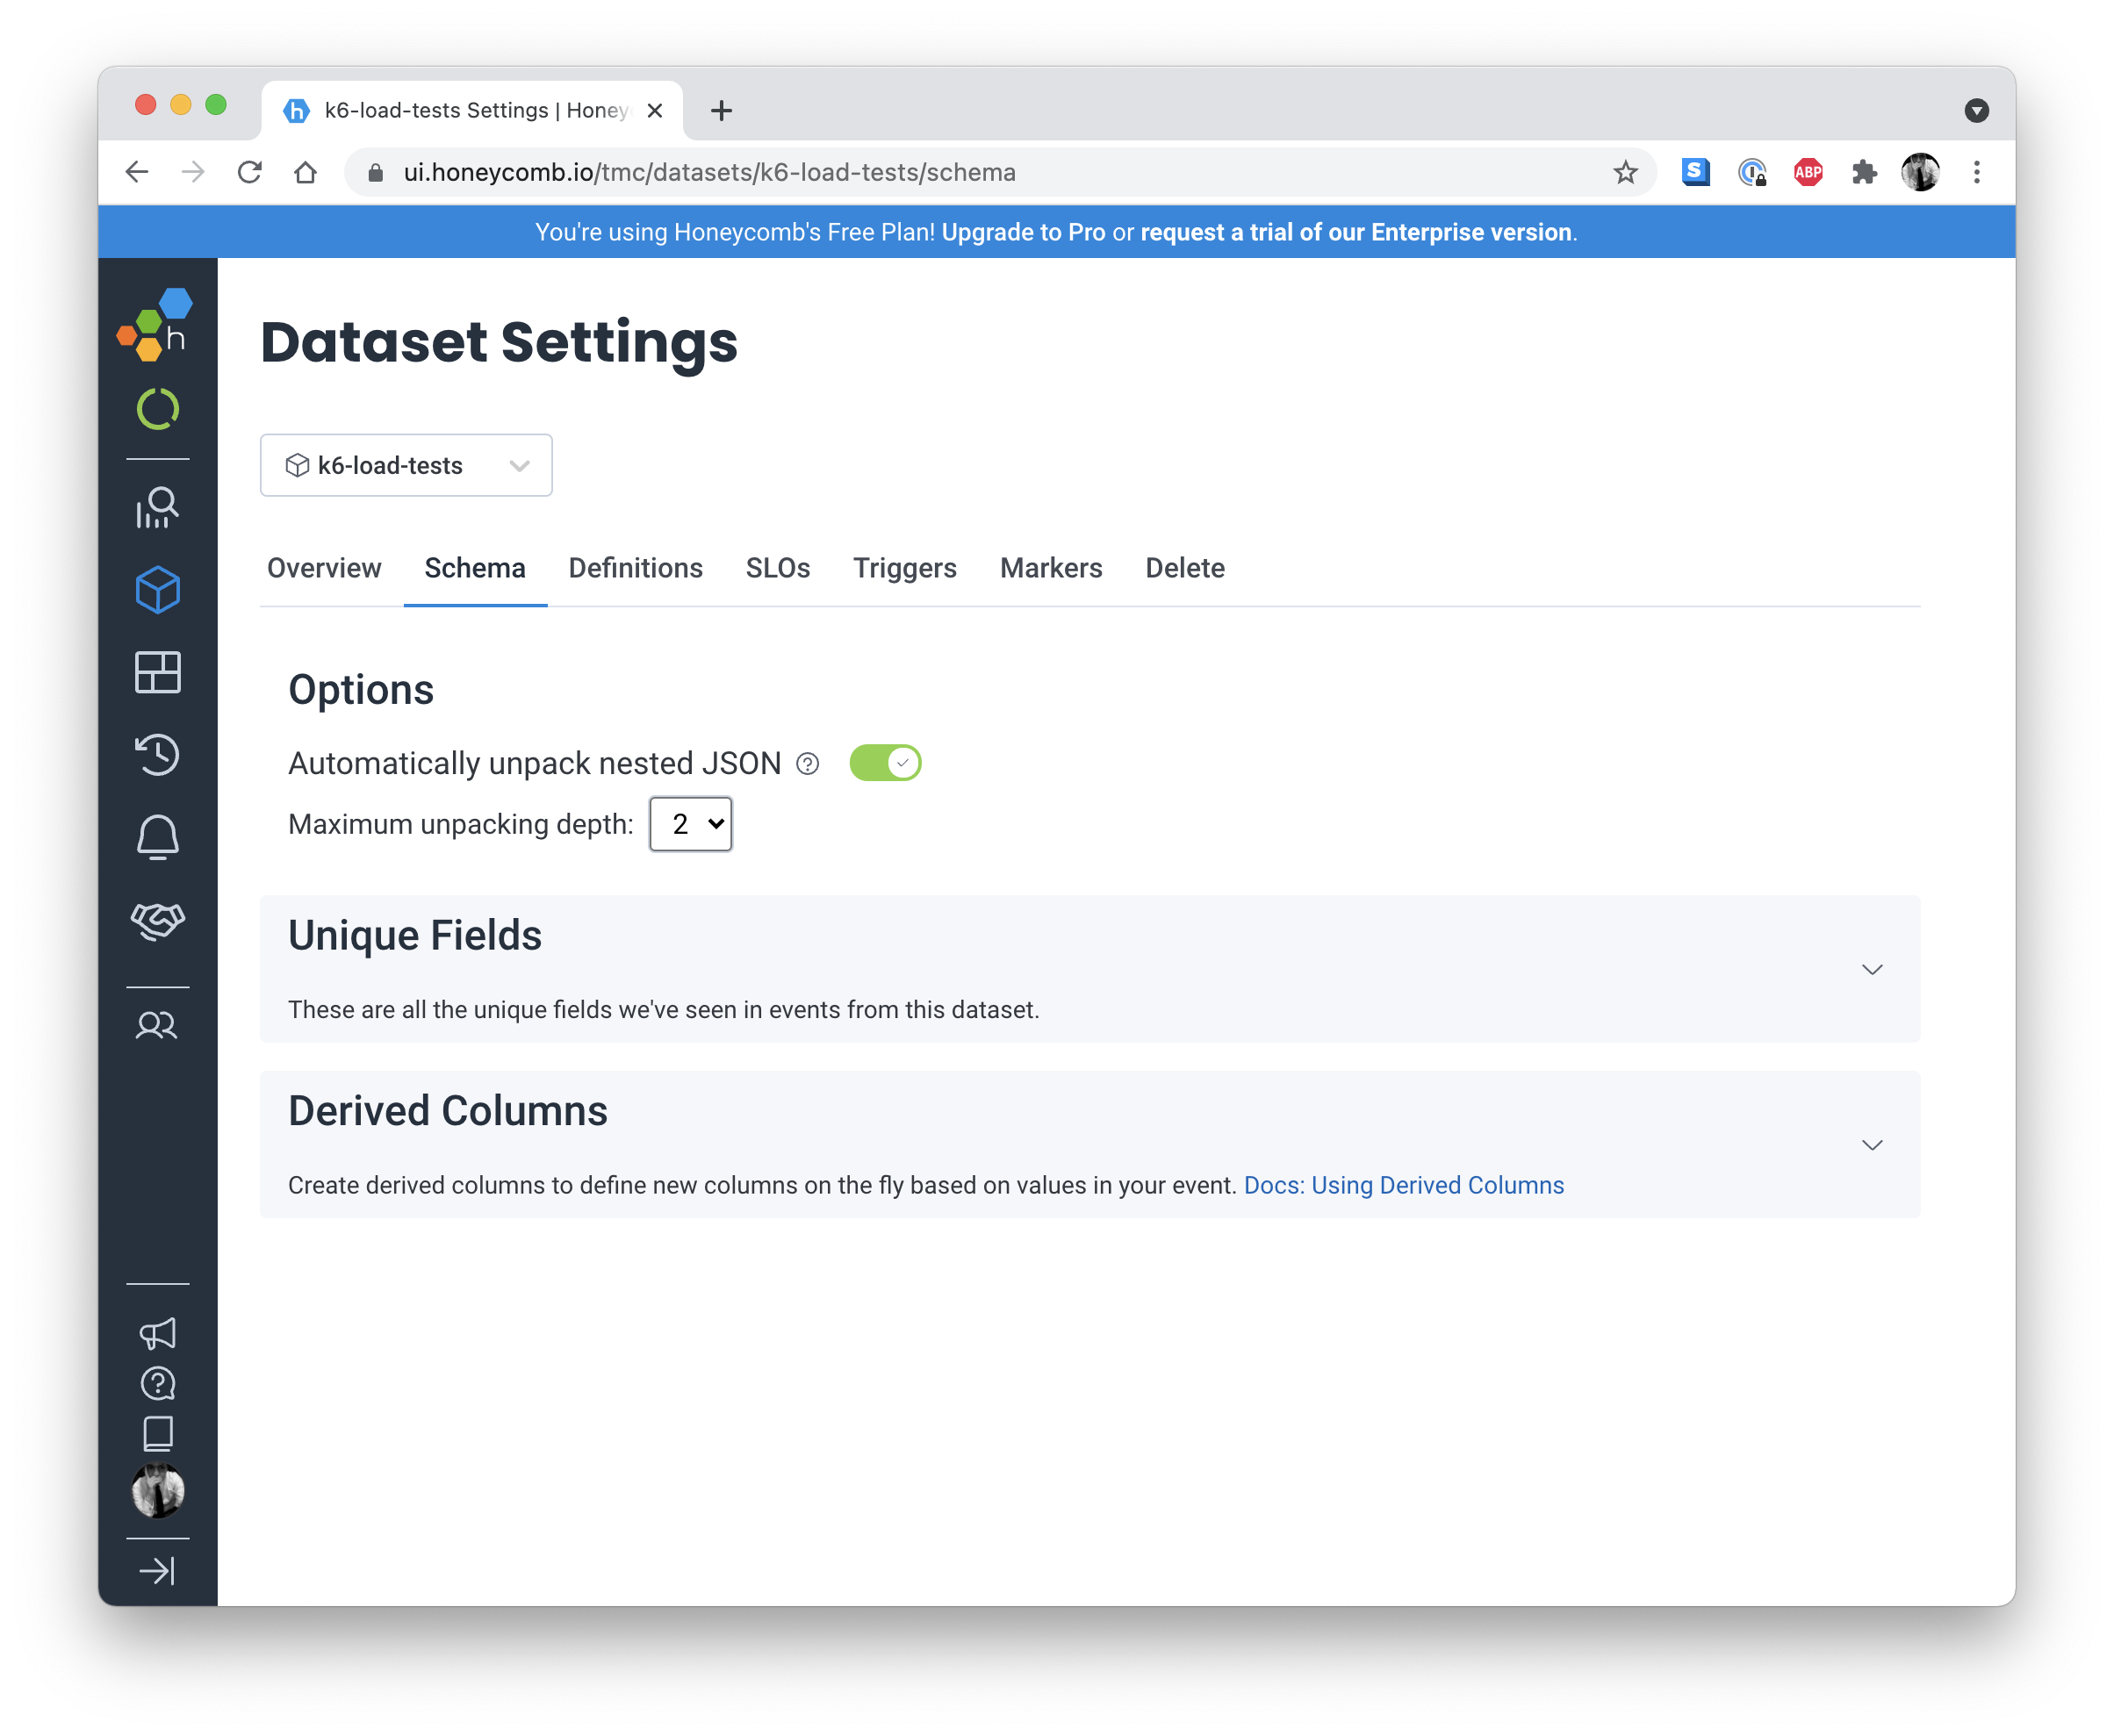 k6-load-tests Settings | Honey
ui.honeycomb.io/tmc/datasets/k6-load-tests/schema
S
ABP
You're using Honeycomb's Free Plan! Upgrade to Pro or request a trial of our Enterprise version.
h
Dataset Settings
k6-load-tests
Overview Schema Definitions SLOs Triggers Markers Delete
Options
Automatically unpack nested JSON
Maximum unpacking depth: 2
Unique Fields
These are all the unique fields we've seen in events from this dataset.
Derived Columns
Create derived columns to define new columns on the fly based on values in your event. Docs: Using Derived Columns